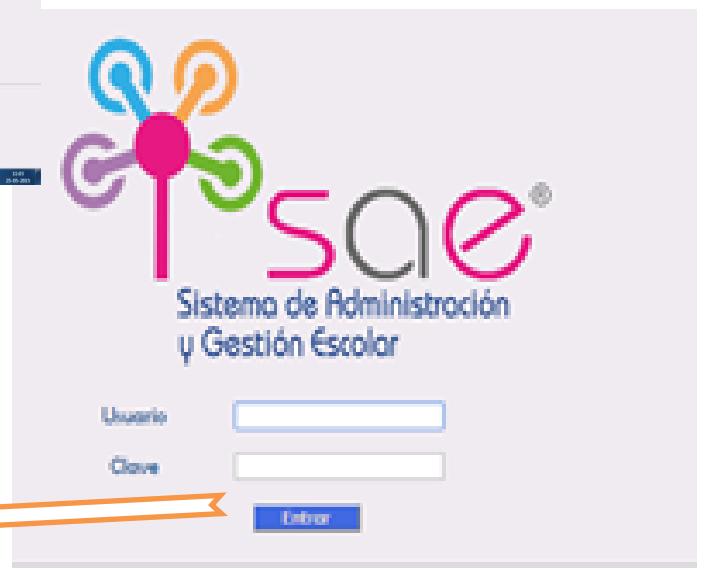 sae®
Sistema de Administración
y Gestión Escolar
Usuario
Clave
Entrar